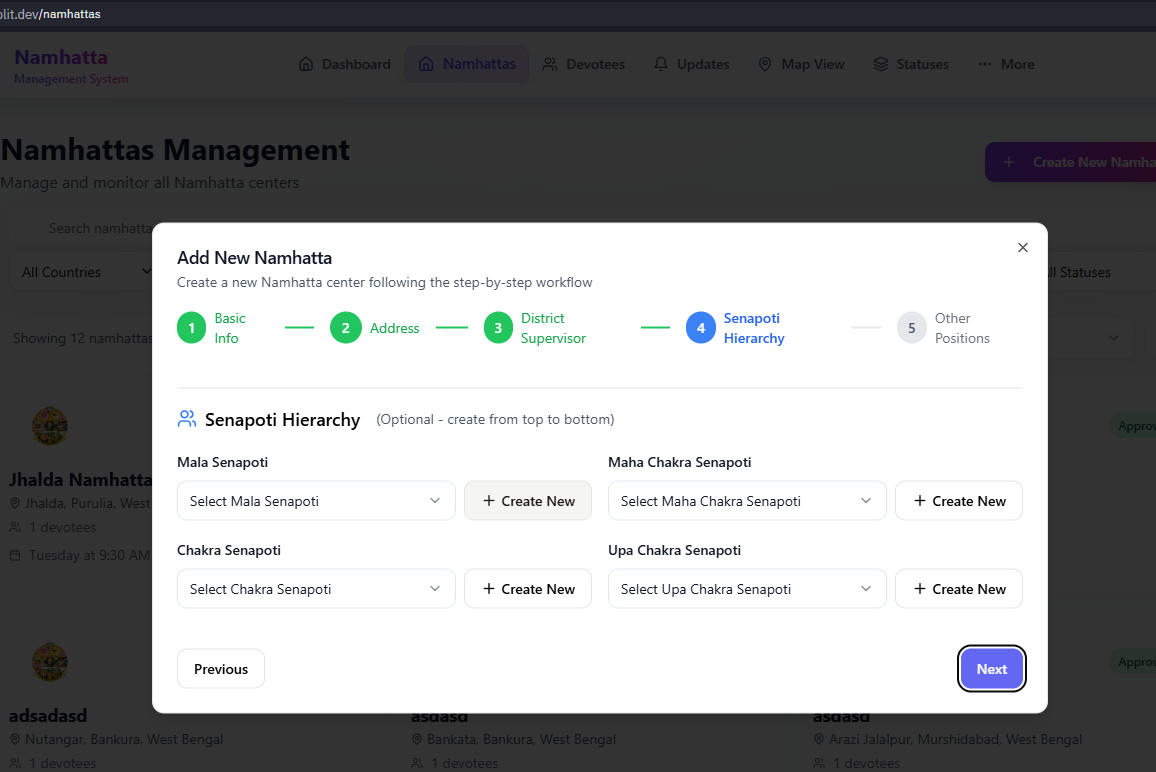 plit.dev/namhattas
Namhatta
Management System
Dashboard
Namhattas
Devotees
Updates
Map View
Statuses
More
Namhattas Management
Manage and monitor all Namhatta centers
+ Create New Namha
Search namhatta
All Countries
All Statuses
Showing 12 namhattas
Add New Namhatta
Create a new Namhatta center following the step-by-step workflow
1 Basic
Info
2 Address
3 District
Supervisor
4 Senapoti
Hierarchy
5 Other
Positions
Senapoti Hierarchy (Optional - create from top to bottom)
Mala Senapoti
Select Mala Senapoti
+ Create New
Maha Chakra Senapoti
Select Maha Chakra Senapoti
+ Create New
Chakra Senapoti
Select Chakra Senapoti
+ Create New
Upa Chakra Senapoti
Select Upa Chakra Senapoti
+ Create New
Previous
Next
Approv
Jhalda Namhatta
Jhalda, Purulia, West
1 devotees
Tuesday at 9:30 AM
Approv
adsadasd
Nutangar, Bankura, West Bengal
1 devotees
asdasd
Bankata, Bankura, West Bengal
1 devotees
asdasd
Arazi Jalalpur, Murshidabad, West Bengal
1 devotees